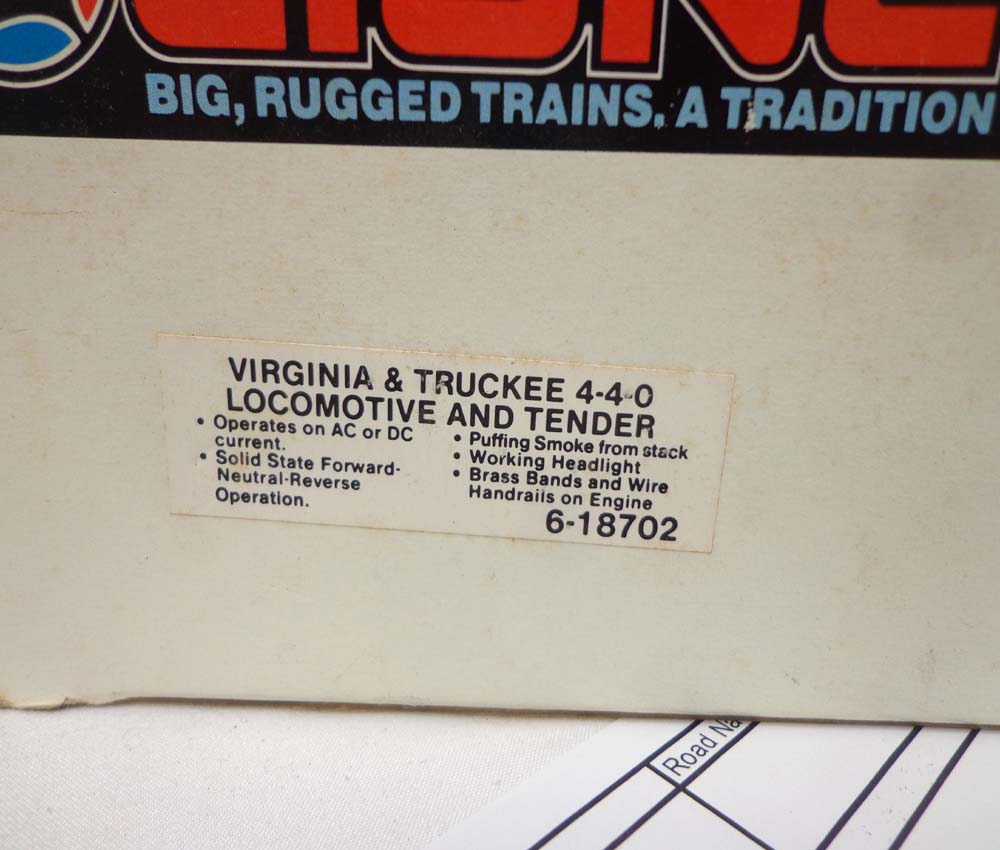 BIG, RUGGED TRAINS. A TRADITION
VIRGINIA & TRUCKEE 4-4-0
LOCOMOTIVE AND TENDER
• Operates on AC or DC
current.
• Solid State Forward-
Neutral-Reverse
Operation.
• Puffing Smoke from stack
• Working Headlight
• Brass Bands and Wire
Handrails on Engine
6-18702
Road Na